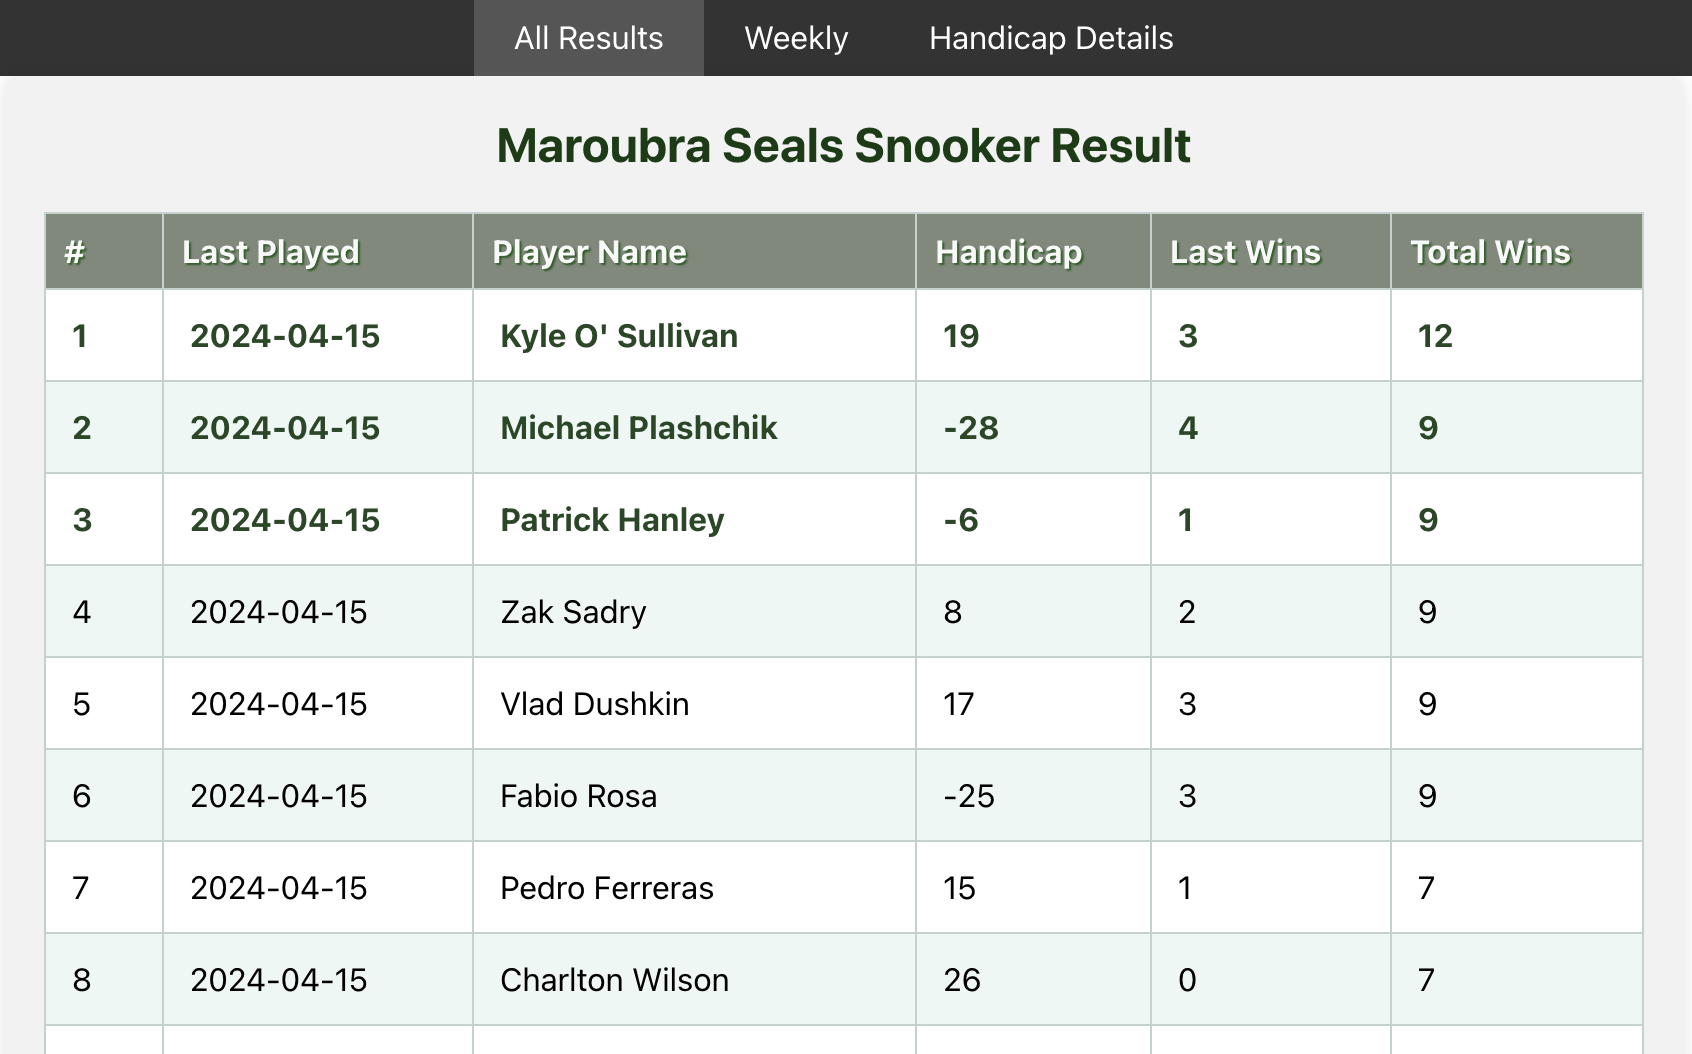 All Results Weekly Handicap Details
Maroubra Seals Snooker Result
# Last Played Player Name Handicap Last Wins Total Wins
1 2024-04-15 Kyle O' Sullivan 19 3 12
2 2024-04-15 Michael Plashchik -28 4 9
3 2024-04-15 Patrick Hanley -6 1 9
4 2024-04-15 Zak Sadry 8 2 9
5 2024-04-15 Vlad Dushkin 17 3 9
6 2024-04-15 Fabio Rosa -25 3 9
7 2024-04-15 Pedro Ferreras 15 1 7
8 2024-04-15 Charlton Wilson 26 0 7